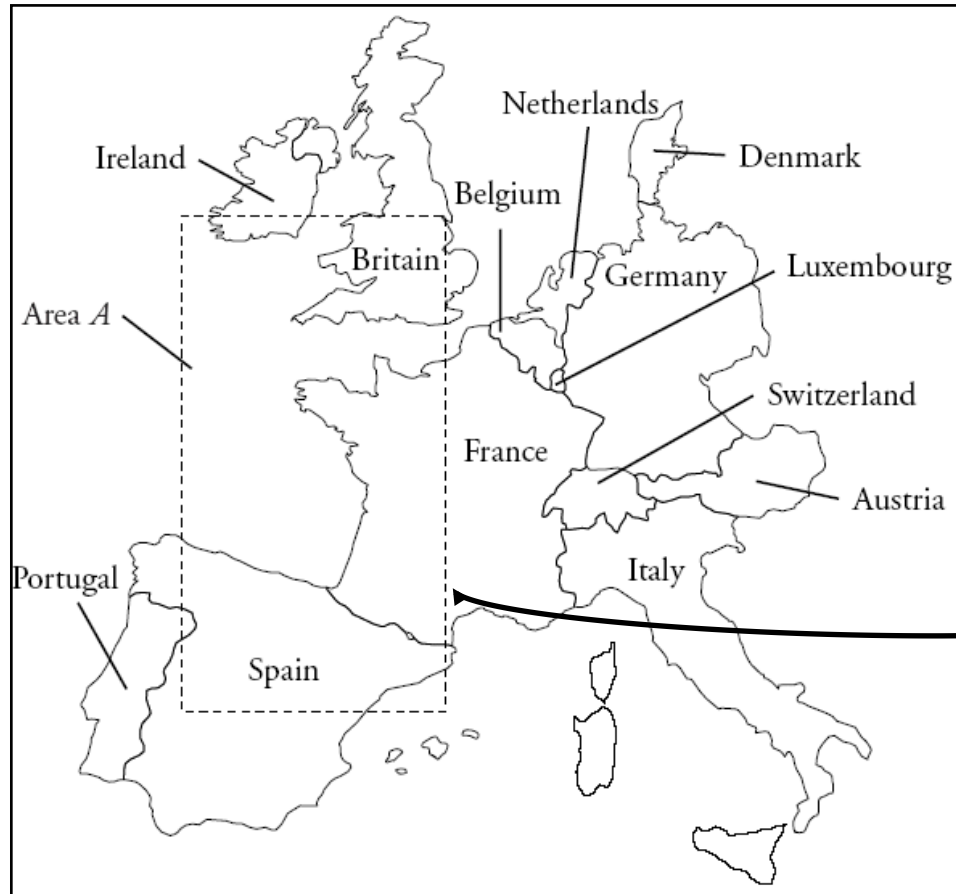 Netherlands
Ireland
Denmark
Belgium
Britain
Germany
Luxembourg
Area A
Switzerland
France
Austria
Italy
Portugal
Spain